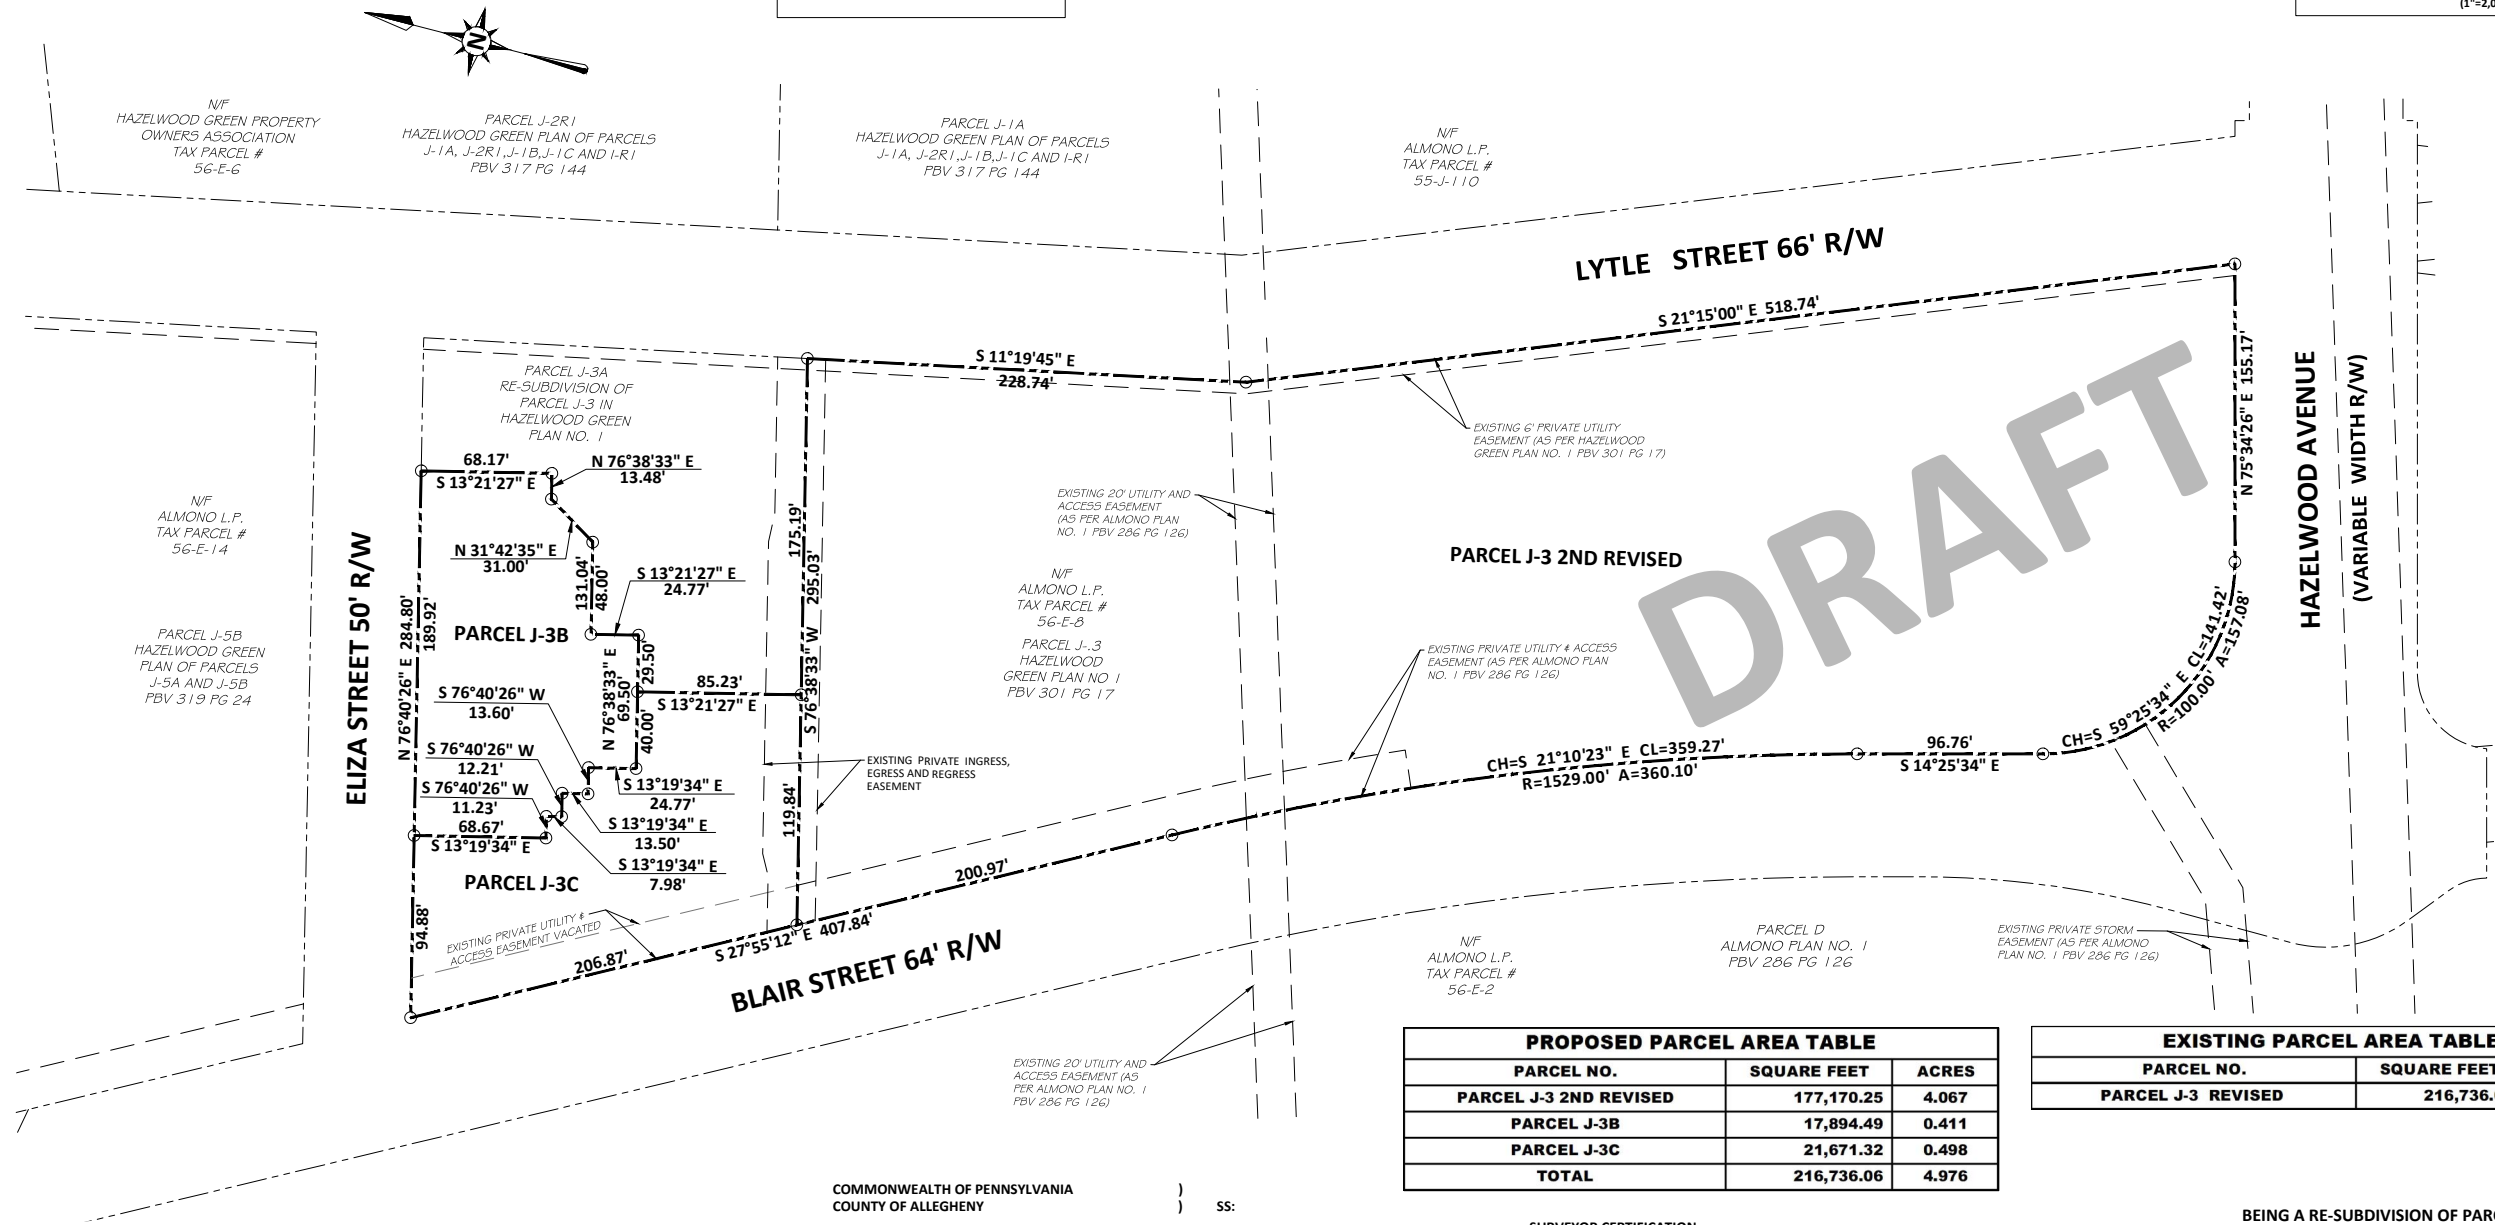 (1"=2,0
N
N/F
HAZELWOOD GREEN PROPERTY
OWNERS ASSOCIATION
TAX PARCEL #
56-E-6
PARCEL J-2R1
HAZELWOOD GREEN PLAN OF PARCELS
J-1A, J-2R1,J-1B,J-1C AND I-R1
PBV 317 PG 144
PARCEL J-1A
HAZELWOOD GREEN PLAN OF PARCELS
J-1A, J-2R1,J-1B,J-1C AND I-R1
PBV 317 PG 144
N/F
ALMONO L.P.
TAX PARCEL #
55-J-110
LYTLE STREET 66' R/W
S 21°15'00" E 518.74'
S 11°19'45" E
228.74'
PARCEL J-3A
RE-SUBDIVISION OF
PARCEL J-3 IN
HAZELWOOD GREEN
PLAN NO. 1
EXISTING 6' PRIVATE UTILITY
EASEMENT (AS PER HAZELWOOD
GREEN PLAN NO. 1 PBV 301 PG 17)
N 75°34'26" E 155.17'
HAZELWOOD AVENUE
(VARIABLE WIDTH R/W)
DRAFT
68.17'
S 13°21'27" E
N 76°38'33" E
13.48'
N 31°42'35" E
31.00'
131.04'
48.00'
S 13°21'27" E
24.77'
175.19'
295.03'
S 76°38'33" W
EXISTING 20' UTILITY AND
ACCESS EASEMENT
(AS PER ALMONO PLAN
NO. 1 PBV 286 PG 126)
N/F
ALMONO L.P.
TAX PARCEL #
56-E-14
PARCEL J-5B
HAZELWOOD GREEN
PLAN OF PARCELS
J-5A AND J-5B
PBV 319 PG 24
ELIZA STREET 50' R/W
N 76°40'26" E 284.80'
189.92'
PARCEL J-3B
N 76°38'33" E
69.50'
29.50'
40.00'
85.23'
S 13°21'27" E
N/F
ALMONO L.P.
TAX PARCEL #
56-E-8
PARCEL J-.3
HAZELWOOD
GREEN PLAN NO 1
PBV 301 PG 17
PARCEL J-3 2ND REVISED
EXISTING PRIVATE UTILITY & ACCESS
EASEMENT (AS PER ALMONO PLAN
NO. 1 PBV 286 PG 126)
S 76°40'26" W
13.60'
S 76°40'26" W
12.21'
S 76°40'26" W
11.23'
68.67'
S 13°19'34" E
S 13°19'34" E
24.77'
S 13°19'34" E
13.50'
S 13°19'34" E
7.98'
EXISTING PRIVATE INGRESS,
EGRESS AND REGRESS
EASEMENT
119.84'
PARCEL J-3C
94.88'
EXISTING PRIVATE UTILITY &
ACCESS EASEMENT VACATED
206.87'
S 27°55'12" E 407.84'
200.97'
BLAIR STREET 64' R/W
CH=S 21°10'23" E CL=359.27'
R=1529.00' A=360.10'
96.76'
S 14°25'34" E
CH=S 59°25'34" E CL=141.42'
R=100.00' A=157.08'
N/F
ALMONO L.P.
TAX PARCEL #
56-E-2
PARCEL D
ALMONO PLAN NO. 1
PBV 286 PG 126
EXISTING PRIVATE STORM
EASEMENT (AS PER ALMONO
PLAN NO. 1 PBV 286 PG 126)
EXISTING 20' UTILITY AND
ACCESS EASEMENT (AS
PER ALMONO PLAN NO. 1
PBV 286 PG 126)
PROPOSED PARCEL AREA TABLE
PARCEL NO. SQUARE FEET ACRES
PARCEL J-3 2ND REVISED 177,170.25 4.067
PARCEL J-3B 17,894.49 0.411
PARCEL J-3C 21,671.32 0.498
TOTAL 216,736.06 4.976
EXISTING PARCEL AREA TABLE
PARCEL NO. SQUARE FEET
PARCEL J-3 REVISED 216,736.
COMMONWEALTH OF PENNSYLVANIA )
COUNTY OF ALLEGHENY ) SS:
SURVEYOR CERTIFICATION
BEING A RE-SUBDIVISION OF PAR